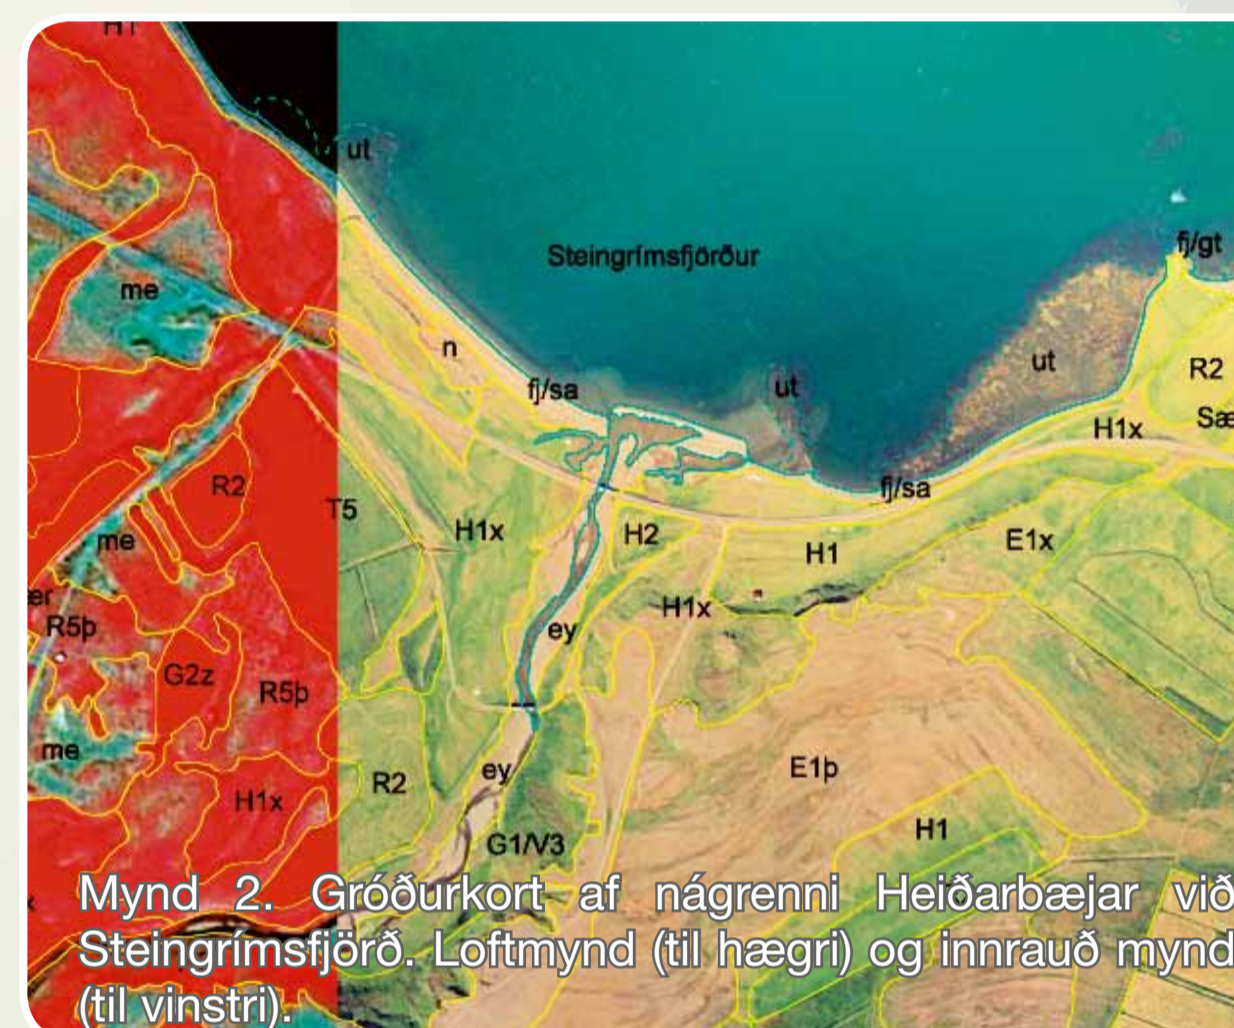 H1
ut
me
Steingrímsfjörður
fj/gt
n
fj/sa
ut
ut
R2
H1x
R2
fj/sa
T5
H1x
H2
H1
E1x
me
H1x
R5þ
ey
G2z
R5þ
me
ey
R2
E1þ
H1x
H1
G1/V3
Mynd 2. Gróðurkort af nágrenni Heiðarbæjar við
Steingrímsfjörð. Loftmynd (til hægri) og innrauð mynd
(til vinstri).